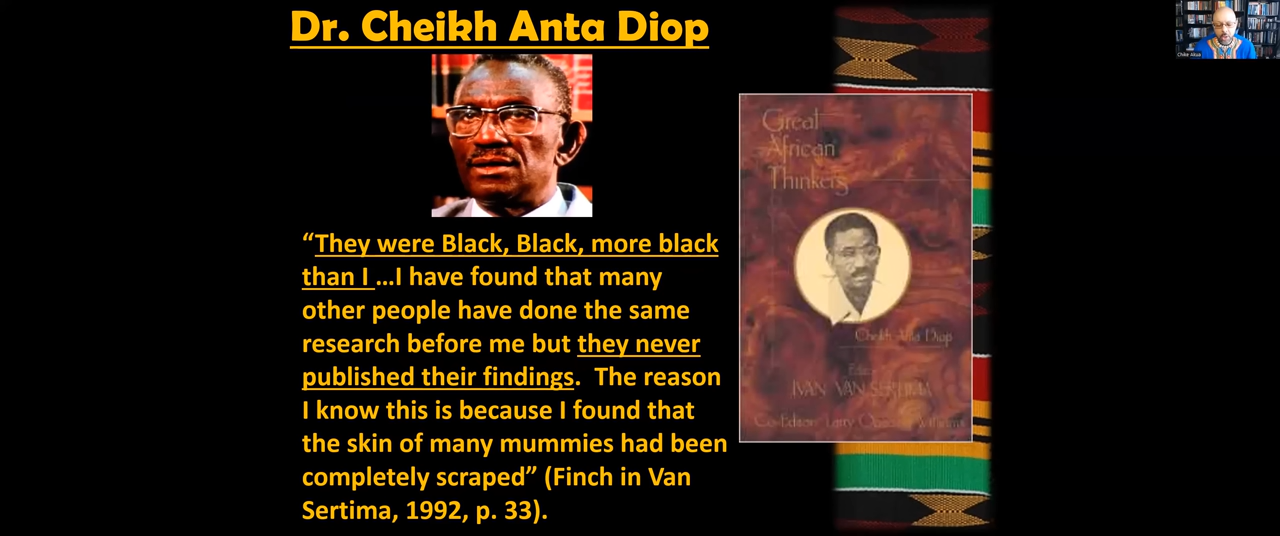 Dr. Cheikh Anta Diop
“They were Black, Black, more black
than I …I have found that many
other people have done the same
research before me but they never
published their findings.  The reason
I know this is because I found that
the skin of many mummies had been
completely scraped” (Finch in Van
Sertima, 1992, p. 33).
Great
African
Thinkers
Cheikh Anta Diop
Editor
IVAN VAN SERTIMA
Co-Editor Larry Williams
Chike Akua